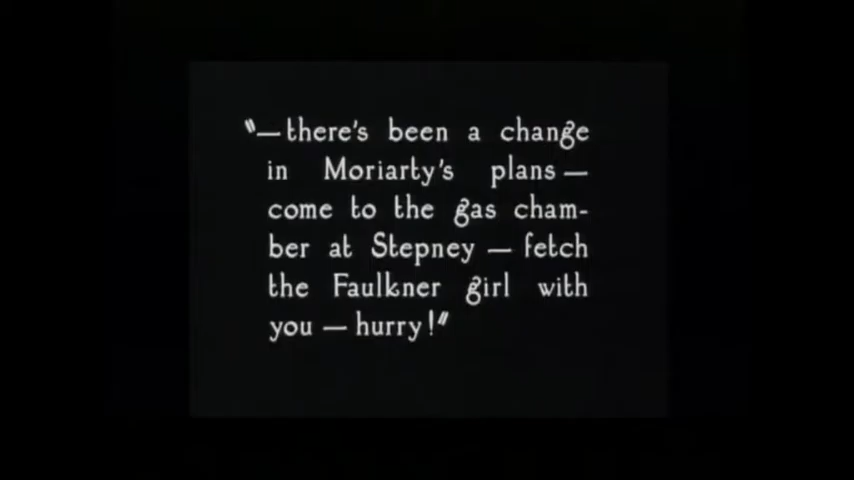 "—there's been a change
in Moriarty's plans—
come to the gas cham-
ber at Stepney — fetch
the Faulkner girl with
you — hurry!"